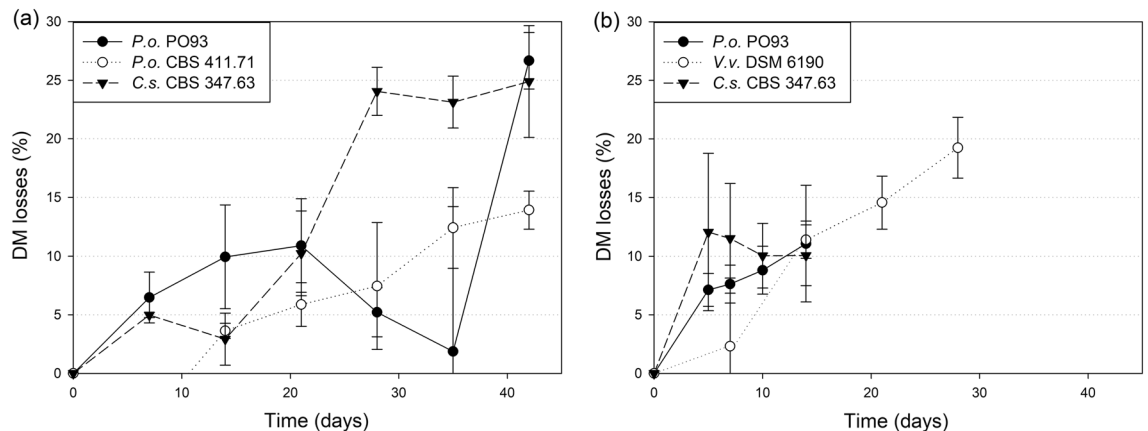 (a)
30
25
20
15
10
5
0
DM losses (%)
P.o. PO93
P.o. CBS 411.71
C.s. CBS 347.63
0 10 20 30 40
Time (days)
(b)
30
25
20
15
10
5
0
DM losses (%)
P.o. PO93
V.v. DSM 6190
C.s. CBS 347.63
0 10 20 30 40
Time (days)